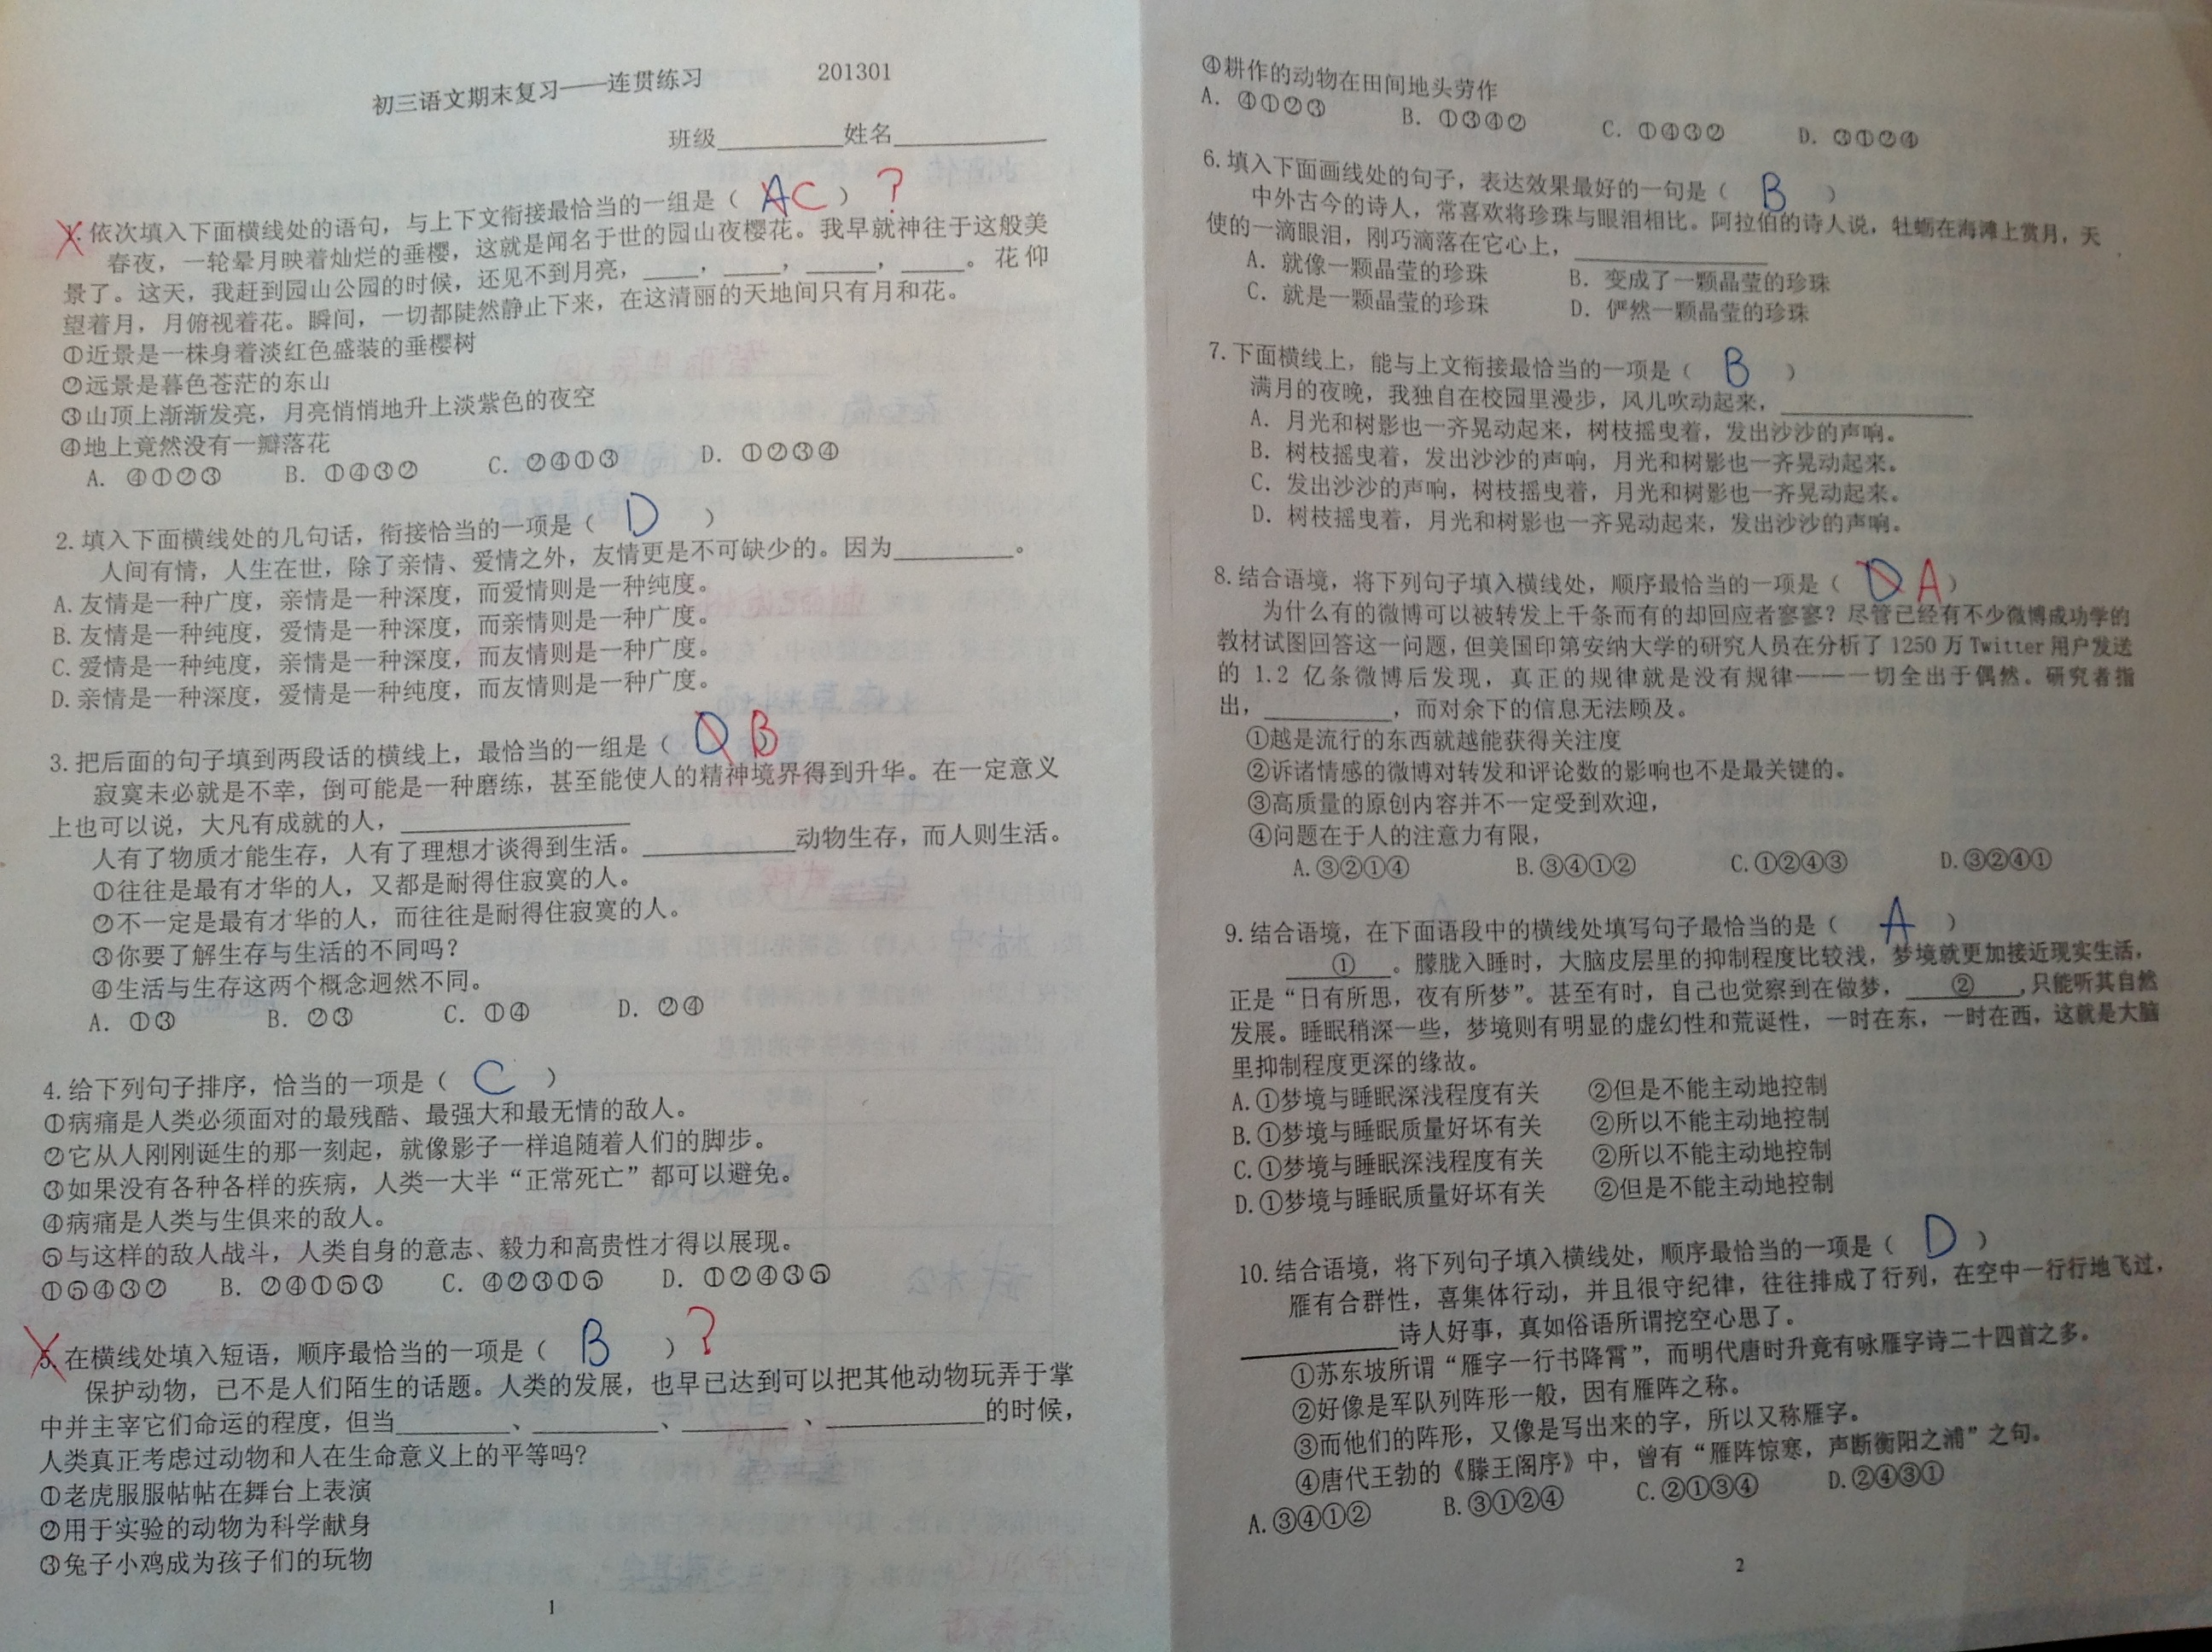 初三语文期末复习——连贯练习 201301
班级 姓名
1. 依次填入下面横线处的语句，与上下文衔接最恰当的一组是（ A C ）?
春夜，一轮晕月映着灿烂的垂樱，这就是闻名于世的园山夜樱花。我早就神往于这般美
景了。这天，我赶到园山公园的时候，还见不到月亮，____，____，____，____。花仰
望着月，月俯视着花。瞬间，一切都陡然静止下来，在这清丽的天地间只有月和花。
①近景是一株身着淡红色盛装的垂樱树
②远景是暮色苍茫的东山
③山顶上渐渐发亮，月亮悄悄地升上淡紫色的夜空
④地上竟然没有一瓣落花
A. ④①②③ B. ①④③② C. ②④①③ D. ①②③④
2. 填入下面横线处的几句话，衔接恰当的一项是（ D ）
人间有情，人生在世，除了亲情、爱情之外，友情更是不可缺少的。因为________。
A. 友情是一种广度，亲情是一种深度，而爱情则是一种纯度。
B. 友情是一种纯度，爱情是一种深度，而亲情则是一种广度。
C. 爱情是一种纯度，亲情是一种深度，而友情则是一种广度。
D. 亲情是一种深度，爱情是一种纯度，而友情则是一种广度。
3. 把后面的句子填到两段话的横线上，最恰当的一组是（ D B ）
寂寞未必就是不幸，倒可能是一种磨练，甚至能使人的精神境界得到升华。在一定意义
上也可以说，大凡有成就的人，________________
人有了物质才能生存，人有了理想才谈得到生活。__________动物生存，而人则生活。
①往往是最有才华的人，又都是耐得住寂寞的人。
②不一定是最有才华的人，而往往是耐得住寂寞的人。
③你要了解生存与生活的不同吗？
④生活与生存这两个概念迥然不同。
A. ①③ B. ②③ C. ①④ D. ②④
4. 给下列句子排序，恰当的一项是（ C ）
①病痛是人类必须面对的最残酷、最强大和最无情的敌人。
②它从人刚刚诞生的那一刻起，就像影子一样追随着人们的脚步。
③如果没有各种各样的疾病，人类一大半“正常死亡”都可以避免。
④病痛是人类与生俱来的敌人。
⑤与这样的敌人战斗，人类自身的意志、毅力和高贵性才得以展现。
①⑤④③② B. ②④①⑤③ C. ④②③①⑤ D. ①②④③⑤
5. 在横线处填入短语，顺序最恰当的一项是（ B ）?
保护动物，已不是人们陌生的话题。人类的发展，也早已达到可以把其他动物玩弄于掌
中并主宰它们命运的程度，但当________、________、________、__________的时候，
人类真正考虑过动物和人在生命意义上的平等吗?
①老虎服服帖帖在舞台上表演
②用于实验的动物为科学献身
③兔子小鸡成为孩子们的玩物
1
④耕作的动物在田间地头劳作
A. ④①②③ B. ①③④② C. ①④③② D. ③①②④
6. 填入下面画线处的句子，表达效果最好的一句是（ B ）
中外古今的诗人，常喜欢将珍珠与眼泪相比。阿拉伯的诗人说，牡蛎在海滩上赏月，天
使的一滴眼泪，刚巧滴落在它心上，____________
A. 就像一颗晶莹的珍珠 B. 变成了一颗晶莹的珍珠
C. 就是一颗晶莹的珍珠 D. 俨然一颗晶莹的珍珠
7. 下面横线上，能与上文衔接最恰当的一项是（ B ）
满月的夜晚，我独自在校园里漫步，风儿吹动起来，____________
A. 月光和树影也一齐晃动起来，树枝摇曳着，发出沙沙的声响。
B. 树枝摇曳着，发出沙沙的声响，月光和树影也一齐晃动起来。
C. 发出沙沙的声响，树枝摇曳着，月光和树影也一齐晃动起来。
D. 树枝摇曳着，月光和树影也一齐晃动起来，发出沙沙的声响。
8. 结合语境，将下列句子填入横线处，顺序最恰当的一项是（ D A ）
为什么有的微博可以被转发上千条而有的却回应者寥寥？尽管已经有不少微博成功学的
教材试图回答这一问题，但美国印第安纳大学的研究人员在分析了 1250 万 Twitter 用户发送
的 1.2 亿条微博后发现，真正的规律就是没有规律——一切全出于偶然。研究者指
出，________，而对余下的信息无法顾及。
①越是流行的东西就越能获得关注度
②诉诸情感的微博对转发和评论数的影响也不是最关键的。
③高质量的原创内容并不一定受到欢迎，
④问题在于人的注意力有限，
A.③②①④ B.③④①② C.①②④③ D.③②④①
9. 结合语境，在下面语段中的横线处填写句子最恰当的是（ A ）
①。朦胧入睡时，大脑皮层里的抑制程度比较浅，梦境就更加接近现实生活，
正是“日有所思，夜有所梦”。甚至有时，自己也觉察到在做梦，②，只能听其自然
发展。睡眠稍深一些，梦境则有明显的虚幻性和荒诞性，一时在东，一时在西，这就是大脑
里抑制程度更深的缘故。
A. ①梦境与睡眠深浅程度有关 ②但是不能主动地控制
B. ①梦境与睡眠质量好坏有关 ②所以不能主动地控制
C. ①梦境与睡眠深浅程度有关 ②所以不能主动地控制
D. ①梦境与睡眠质量好坏有关 ②但是不能主动地控制
10. 结合语境，将下列句子填入横线处，顺序最恰当的一项是（ D ）
雁有合群性，喜集体行动，并且很守纪律，往往排成了行列，在空中一行行地飞过，
__________诗人好事，真如俗语所谓挖空心思了。
①苏东坡所谓“雁字一行书降霄”，而明代唐时升竟有咏雁字诗二十四首之多。
②好像是军队列阵形一般，因有雁阵之称。
③而他们的阵形，又像是写出来的字，所以又称雁字。
④唐代王勃的《滕王阁序》中，曾有“雁阵惊寒，声断衡阳之浦”之句。
A.③④①② B.③①②④ C.②①③④ D.②④③①
2